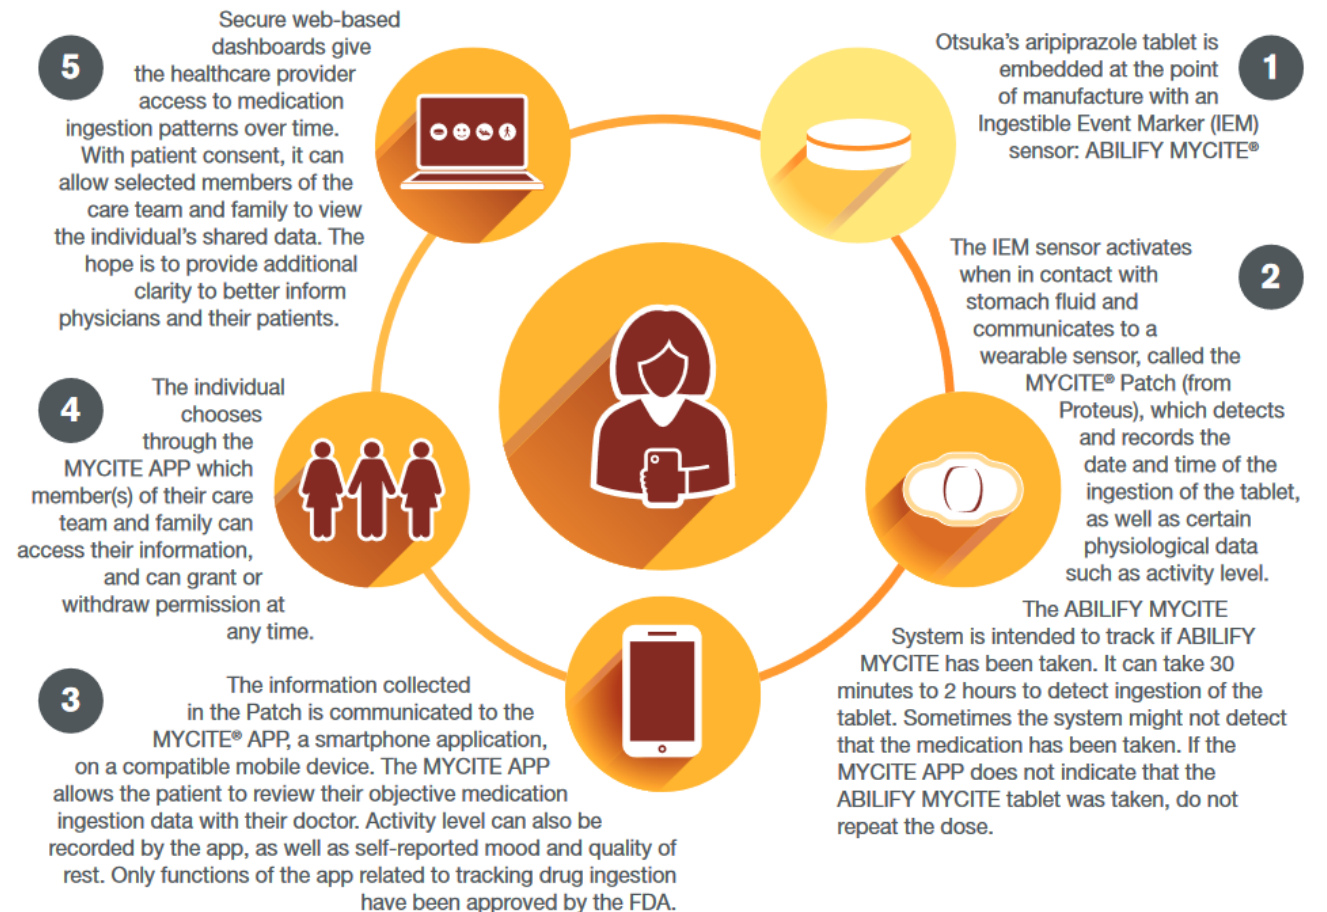 1
Otsuka's aripiprazole tablet is
embedded at the point
of manufacture with an
Ingestible Event Marker (IEM)
sensor: ABILIFY MYCITE®
2
The IEM sensor activates
when in contact with
stomach fluid and
communicates to a
wearable sensor, called the
MYCITE® Patch (from
Proteus), which detects
and records the
date and time of the
ingestion of the tablet,
as well as certain
physiological data
such as activity level.
The ABILIFY MYCITE
System is intended to track if ABILIFY
MYCITE has been taken. It can take 30
minutes to 2 hours to detect ingestion of the
tablet. Sometimes the system might not detect
that the medication has been taken. If the
MYCITE APP does not indicate that the
ABILIFY MYCITE tablet was taken, do not
repeat the dose.
3
The information collected
in the Patch is communicated to the
MYCITE® APP, a smartphone application,
on a compatible mobile device. The MYCITE APP
allows the patient to review their objective medication
ingestion data with their doctor. Activity level can also be
recorded by the app, as well as self-reported mood and quality of
rest. Only functions of the app related to tracking drug ingestion
have been approved by the FDA.
4
The individual
chooses
through the
MYCITE APP which
member(s) of their care
team and family can
access their information,
and can grant or
withdraw permission at
any time.
5
Secure web-based
dashboards give
the healthcare provider
access to medication
ingestion patterns over time.
With patient consent, it can
allow selected members of the
care team and family to view
the individual's shared data. The
hope is to provide additional
clarity to better inform
physicians and their patients.